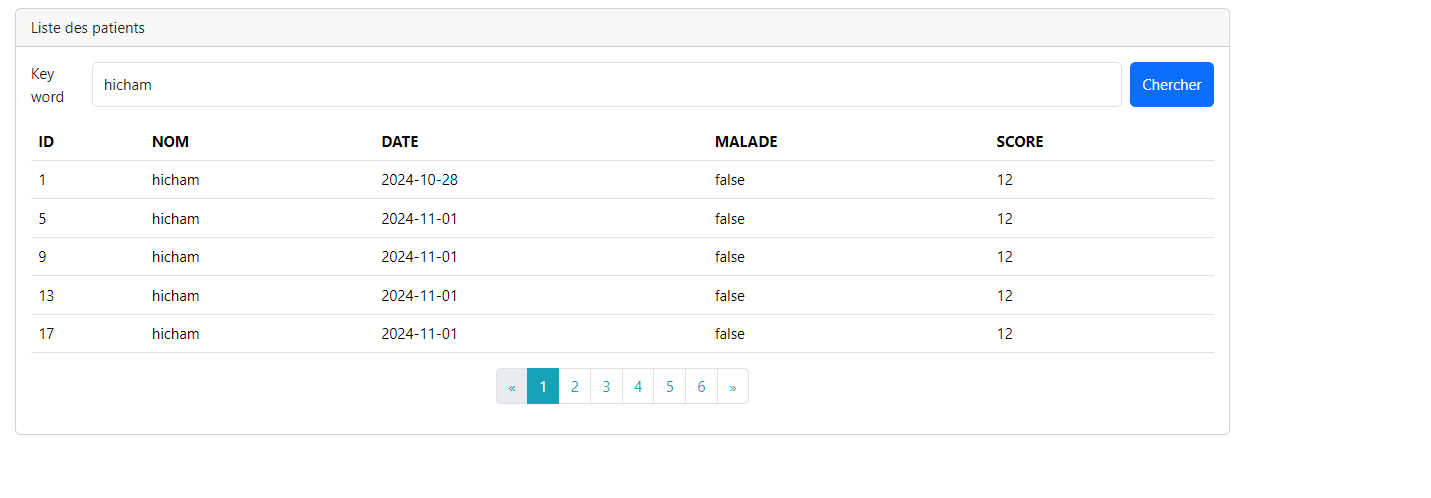 Liste des patients
Key
word
hicham
Chercher
ID NOM DATE MALADE SCORE
1 hicham 2024-10-28 false 12
5 hicham 2024-11-01 false 12
9 hicham 2024-11-01 false 12
13 hicham 2024-11-01 false 12
17 hicham 2024-11-01 false 12
« 1 2 3 4 5 6 »